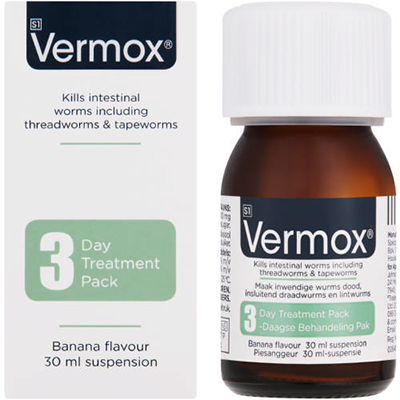 S1
Vermox®
Kills intestinal
worms including
threadworms & tapeworms
3 Day
Treatment
Pack
Banana flavour
30 ml suspension
S1
Vermox®
Kills intestinal worms including
threadworms & tapeworms
Maak inwendige wurms dood,
insluitend draadwurms en lintwurms
3 Day Treatment Pack
-Daagse Behandeling Pak
Banana flavour 30 ml suspension
Piesanggeur 30 ml-suspensie